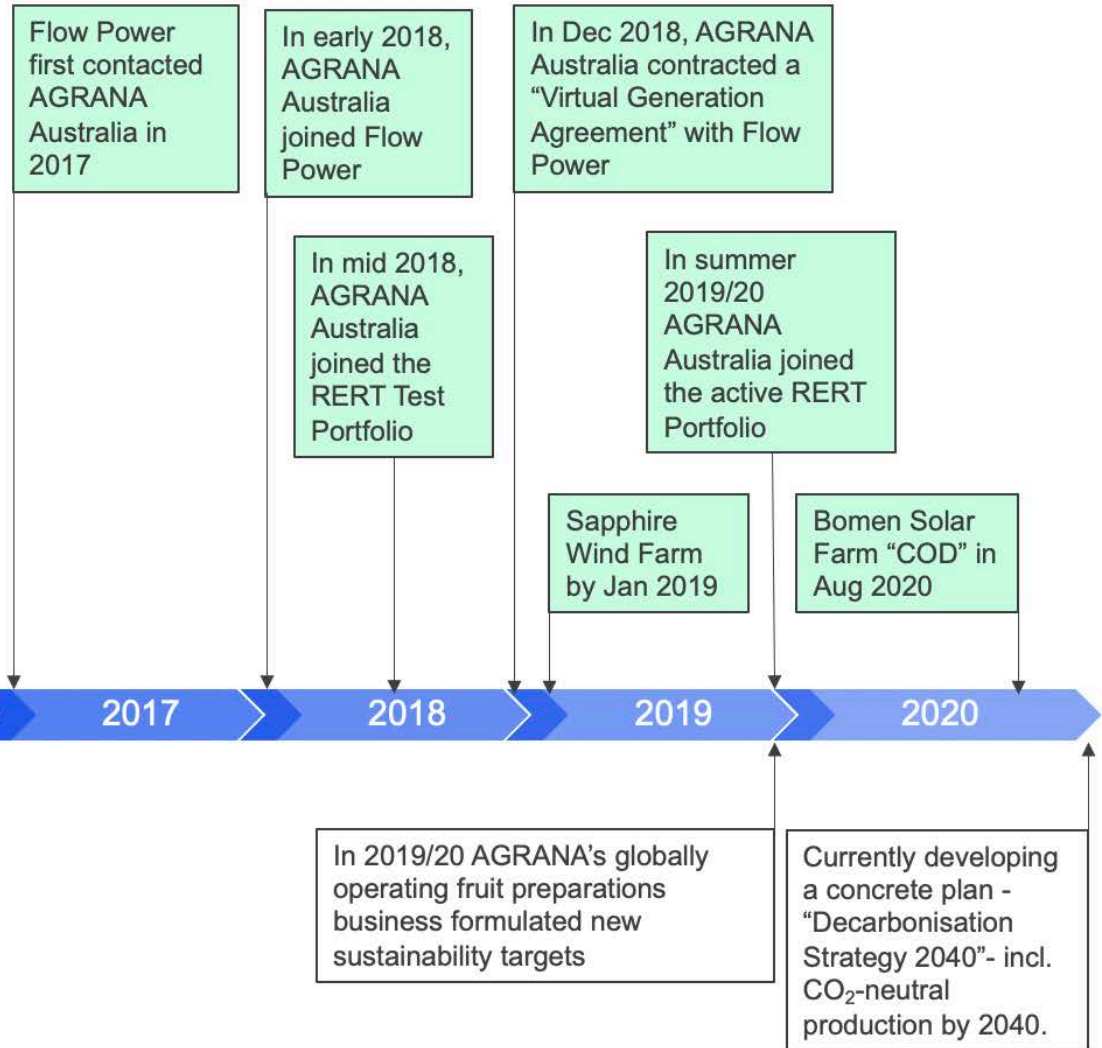 Flow Power
first contacted
AGRANA
Australia in
2017
In early 2018,
AGRANA
Australia
joined Flow
Power
In Dec 2018, AGRANA
Australia contracted a
“Virtual Generation
Agreement” with Flow
Power
In mid 2018,
AGRANA
Australia
joined the
RERT Test
Portfolio
In summer
2019/20
AGRANA
Australia joined
the active RERT
Portfolio
Sapphire
Wind Farm
by Jan 2019
Bomen Solar
Farm “COD” in
Aug 2020
2017
2018
2019
2020
In 2019/20 AGRANA’s globally
operating fruit preparations
business formulated new
sustainability targets
Currently developing
a concrete plan -
“Decarbonisation
Strategy 2040”- incl.
CO₂-neutral
production by 2040.